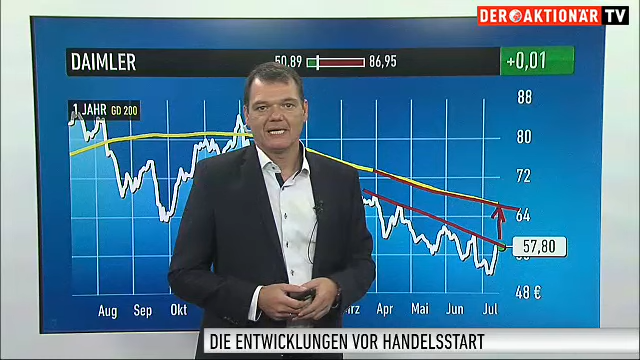 DER AKTIONÄR TV
DAIMLER
50,89
86,95
+0,01
1 JAHR GD 200
88
80
72
64
57,80
48 €
Aug Sep Okt Apr Mai Jun Jul
DIE ENTWICKLUNGEN VOR HANDELSSTART